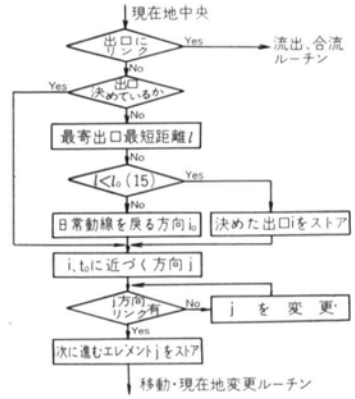 現在地中央
出口に
リンク
Yes
流出、合流
ルーチン
No
出口
決めているか
Yes
No
最寄出口最短距離l
l<l₀(15)
Yes
No
日常動線を戻る方向i₀
決めた出口iをストア
i,t₀に近づく方向j
j方向
リンク有
No
jを変更
Yes
次に進むエレメントjをストア
移動・現在地変更ルーチン